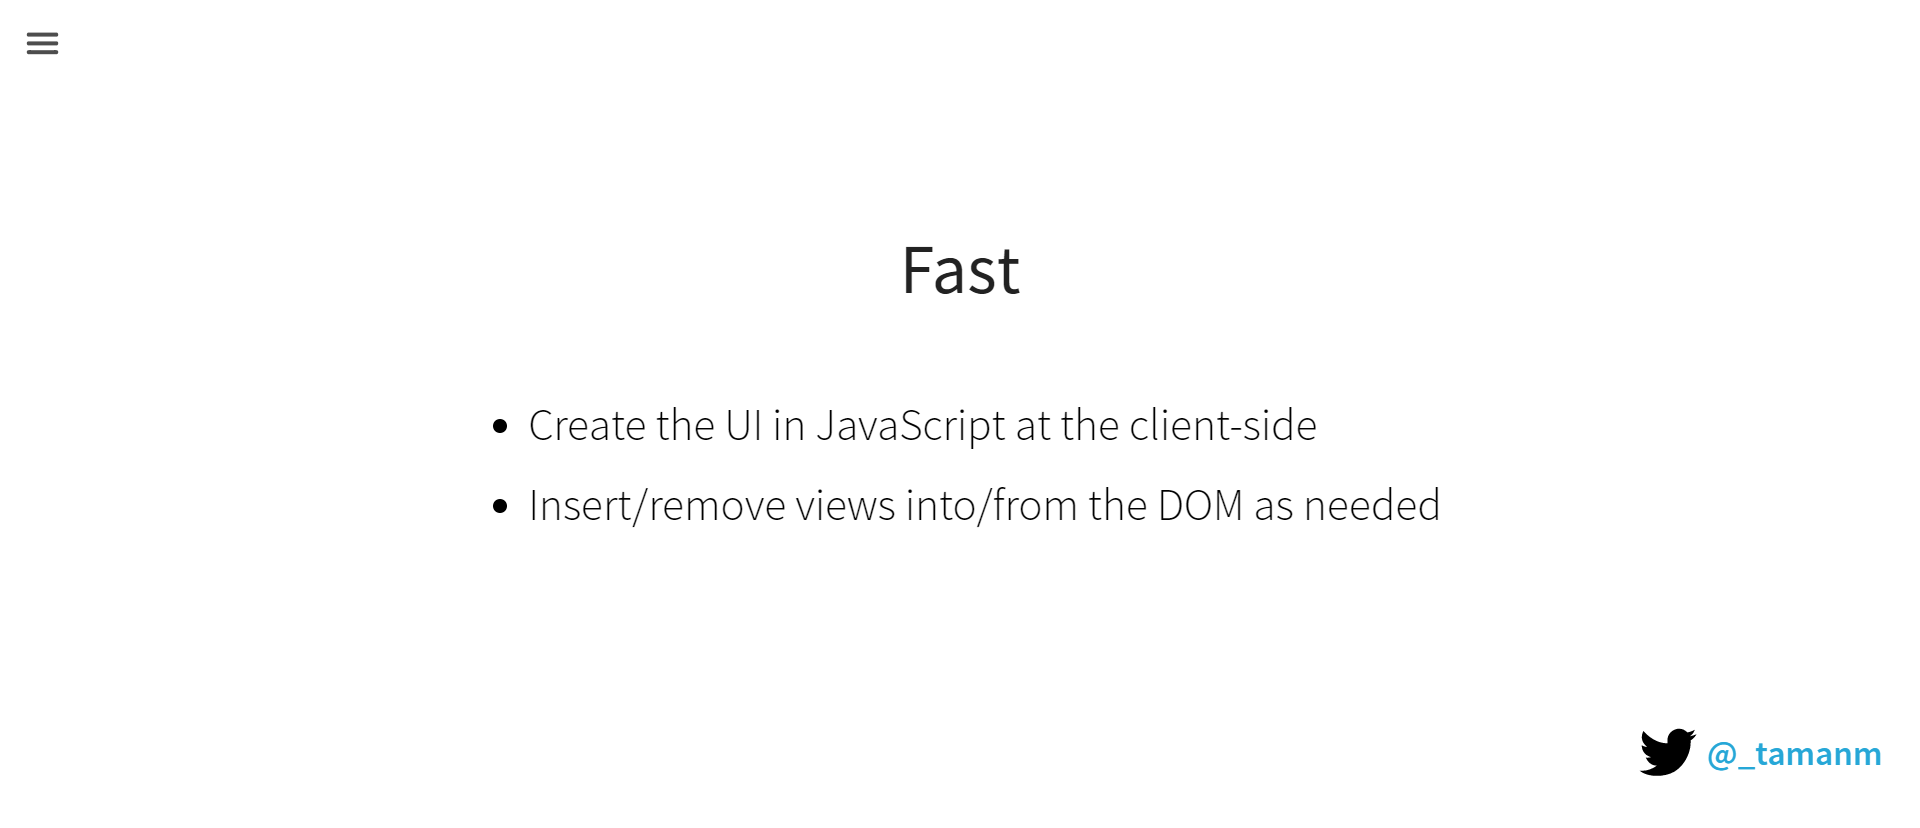 Fast
Create the UI in JavaScript at the client-side
Insert/remove views into/from the DOM as needed
@_tamanm